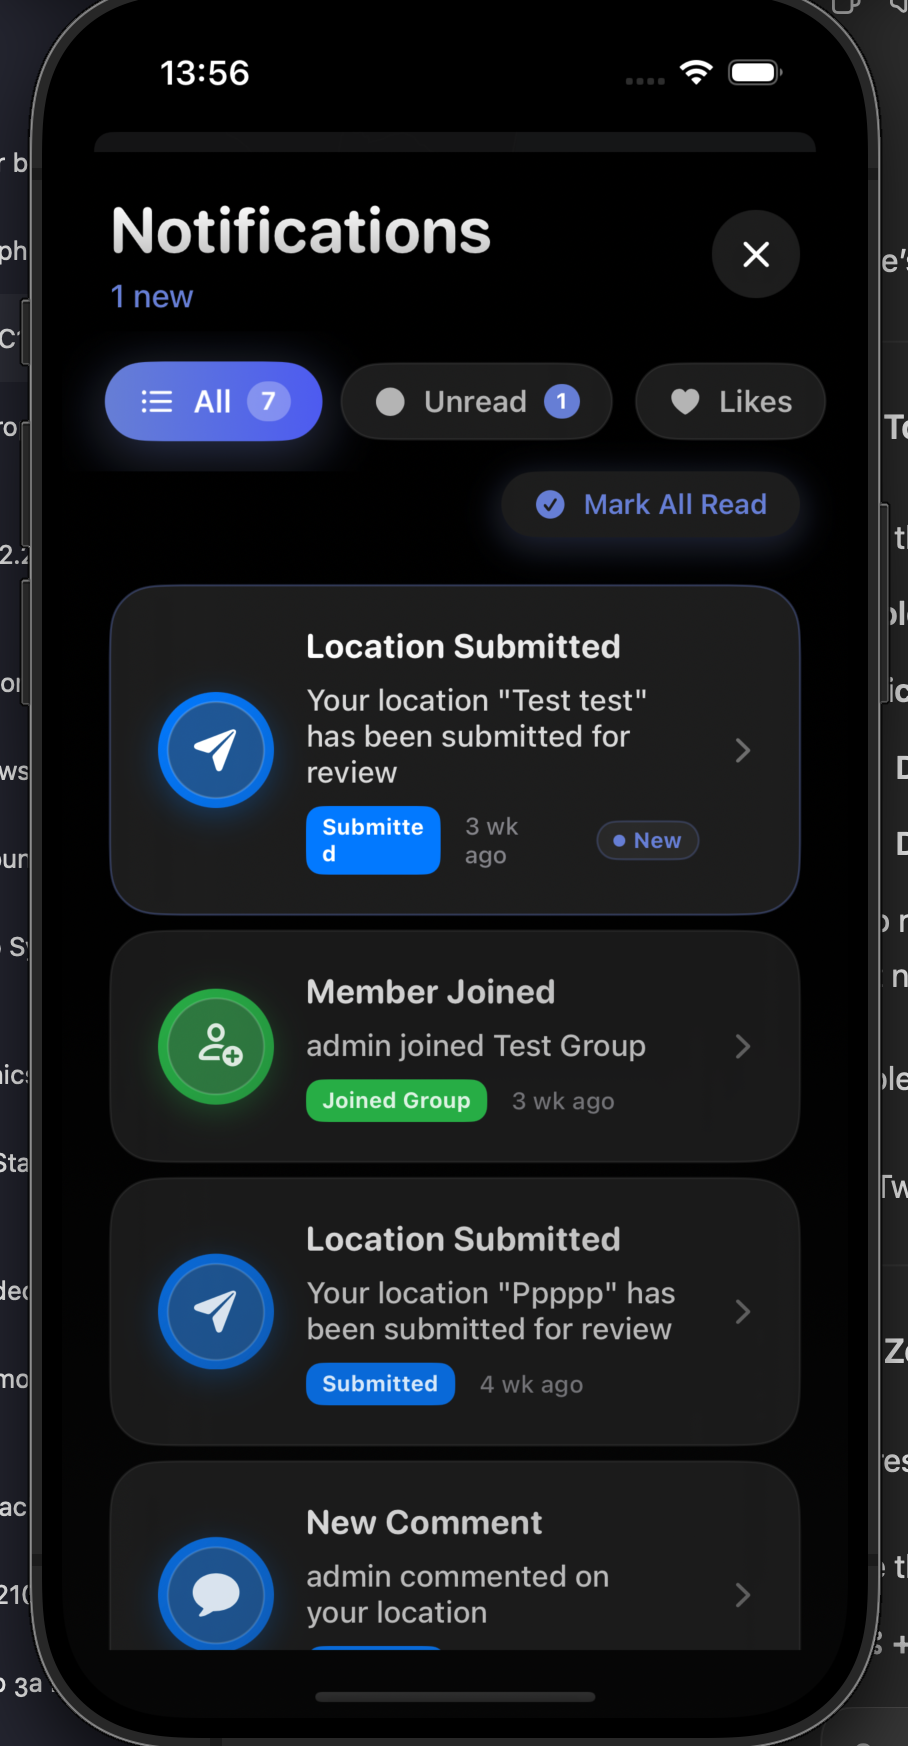 13:56
Notifications
1 new
All 7
Unread 1
Likes
Mark All Read
Location Submitted
Your location "Test test"
has been submitted for
review
Submitte
d
3 wk
ago
New
Member Joined
admin joined Test Group
Joined Group
3 wk ago
Location Submitted
Your location "Ppppp" has
been submitted for review
Submitted
4 wk ago
New Comment
admin commented on
your location